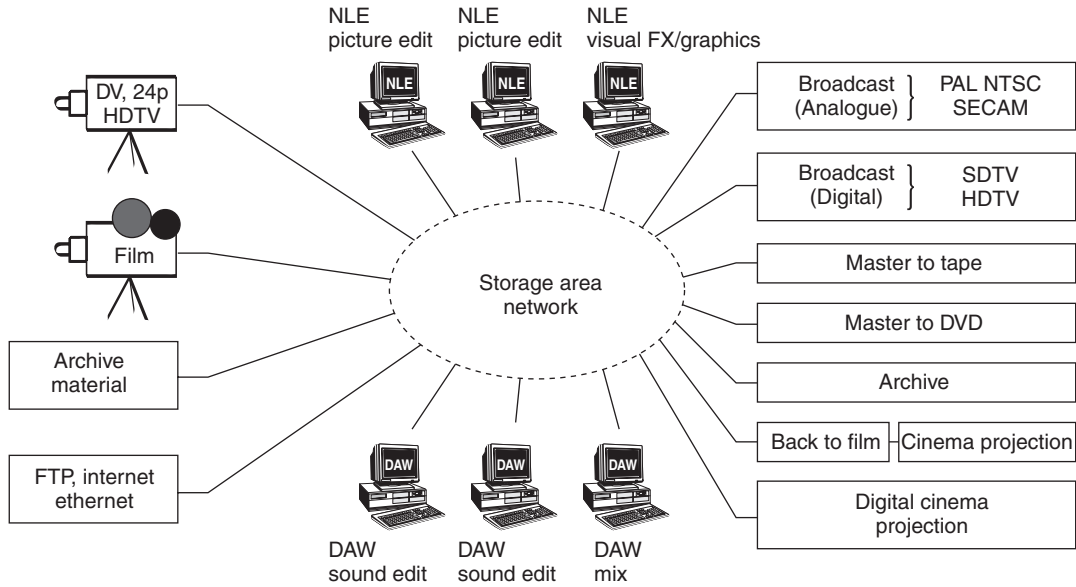 NLE
picture edit
NLE
picture edit
NLE
visual FX/graphics
NLE
NLE
NLE
DV, 24p
HDTV
Film
Archive
material
FTP, internet
ethernet
Storage area
network
Broadcast
(Analogue)
PAL NTSC
SECAM
Broadcast
(Digital)
SDTV
HDTV
Master to tape
Master to DVD
Archive
Back to film
Cinema projection
Digital cinema
projection
DAW
DAW
DAW
DAW
sound edit
DAW
sound edit
DAW
mix